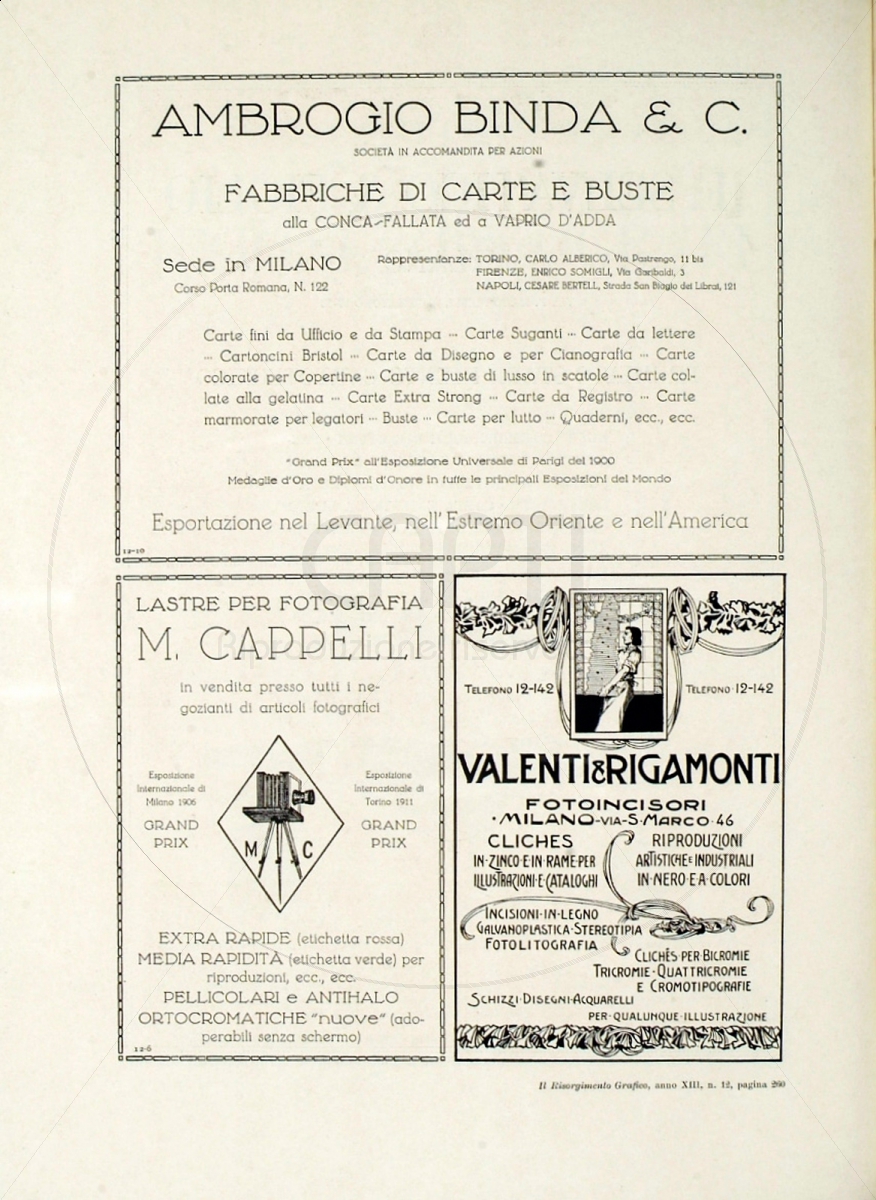 AMBROGIO BINDA & C.
SOCIETÀ IN ACCOMANDITA PER AZIONI
FABBRICHE DI CARTE E BUSTE
alla CONCA-FALLATA ed a VAPRIO D'ADDA
Sede in MILANO
Corso Porta Romana, N. 122
Rappresentanze: TORINO, CARLO ALBERICO, Via Pastrengo, 11 bis
FIRENZE, ENRICO SOMIGLI, Via Garibaldi, 3
NAPOLI, CESARE BERTELL, Strada San Biagio dei Librai, 121
Carte fini da Ufficio e da Stampa ··· Carte Suganti ··· Carte da lettere
··· Cartoncini Bristol ··· Carte da Disegno e per Cianografia ··· Carte
colorate per Copertine ··· Carte e buste di lusso in scatole ··· Carte col-
late alla gelatina ··· Carte Extra Strong ··· Carte da Registro ··· Carte
marmorate per legatori ··· Buste ··· Carte per lutto ··· Quaderni, ecc., ecc.
"Grand Prix" all'Esposizione Universale di Parigi del 1900
Medaglie d'Oro e Diplomi d'Onore in tutte le principali Esposizioni del Mondo
Esportazione nel Levante, nell'Estremo Oriente e nell'America
12-10
LASTRE PER FOTOGRAFIA
M. CAPPELLI
in vendita presso tutti i ne-
gozianti di articoli fotografici
Esposizione
Internazionale di
Milano 1906
GRAND
PRIX
M C
Esposizione
Internazionale di
Torino 1911
GRAND
PRIX
EXTRA RAPIDE (etichetta rossa)
MEDIA RAPIDITÀ (etichetta verde) per
riproduzioni, ecc., ecc.
PELLICOLARI e ANTIHALO
ORTOCROMATICHE "nuove" (ado-
perabili senza schermo)
12-6
TELEFONO 12-142
TELEFONO·12-142
VALENTI&RIGAMONTI
FOTOINCISORI
·MILANO-VIA-S·MARCO·46
CLICHES
IN·ZINCO·E·IN·RAME·PER
ILLUSTRAZIONI·E·CATALOGHI
RIPRODUZIONI
ARTISTICHE E INDUSTRIALI
IN·NERO·E·A·COLORI
INCISIONI·IN·LEGNO
GALVANOPLASTICA·STEREOTIPIA
FOTOLITOGRAFIA
CLICHÉS PER BICROMIE
TRICROMIE·QUATTRICROMIE
E CROMOTIPOGRAFIE
SCHIZZI·DISEGNI·ACQUARELLI
PER·QUALUNQUE·ILLUSTRAZIONE
Il Risorgimento Grafico, anno XIII, n. 12, pagina 260